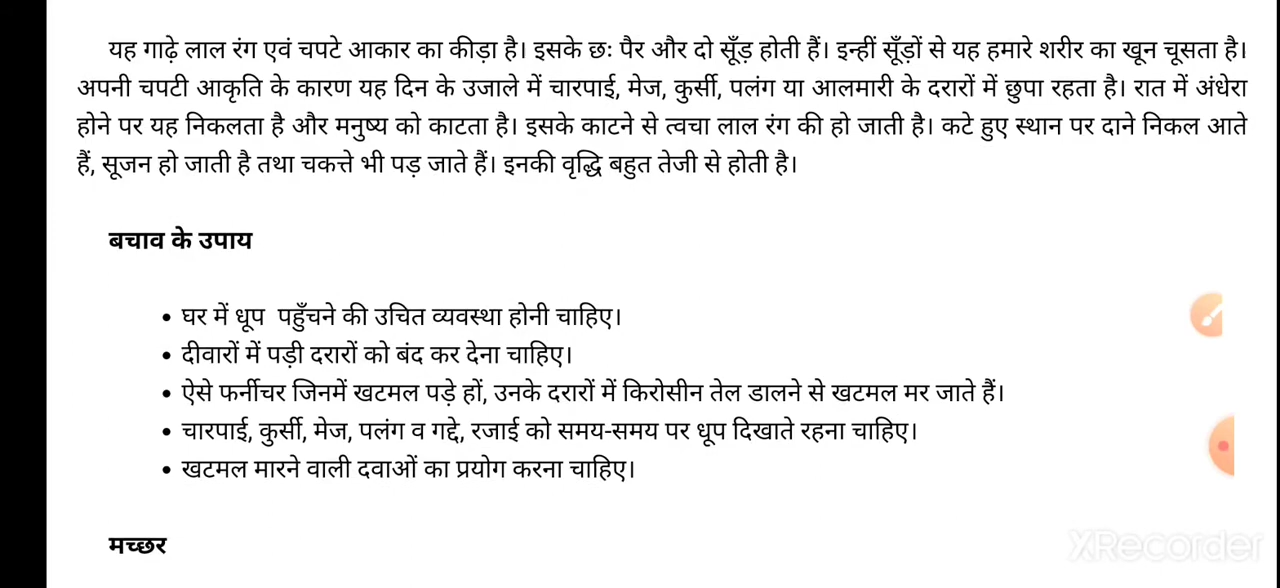 यह गाढ़े लाल रंग एवं चपटे आकार का कीड़ा है। इसके छः पैर और दो सूँड़ होती हैं। इन्हीं सूँड़ों से यह हमारे शरीर का खून चूसता है।
अपनी चपटी आकृति के कारण यह दिन के उजाले में चारपाई, मेज, कुर्सी, पलंग या आलमारी के दरारों में छुपा रहता है। रात में अंधेरा
होने पर यह निकलता है और मनुष्य को काटता है। इसके काटने से त्वचा लाल रंग की हो जाती है। कटे हुए स्थान पर दाने निकल आते
हैं, सूजन हो जाती है तथा चकत्ते भी पड़ जाते हैं। इनकी वृद्धि बहुत तेजी से होती है।
बचाव के उपाय
• घर में धूप पहुँचने की उचित व्यवस्था होनी चाहिए।
• दीवारों में पड़ी दरारों को बंद कर देना चाहिए।
• ऐसे फर्नीचर जिनमें खटमल पड़े हों, उनके दरारों में किरोसीन तेल डालने से खटमल मर जाते हैं।
• चारपाई, कुर्सी, मेज, पलंग व गद्दे, रजाई को समय-समय पर धूप दिखाते रहना चाहिए।
• खटमल मारने वाली दवाओं का प्रयोग करना चाहिए।
मच्छर
XRecorder